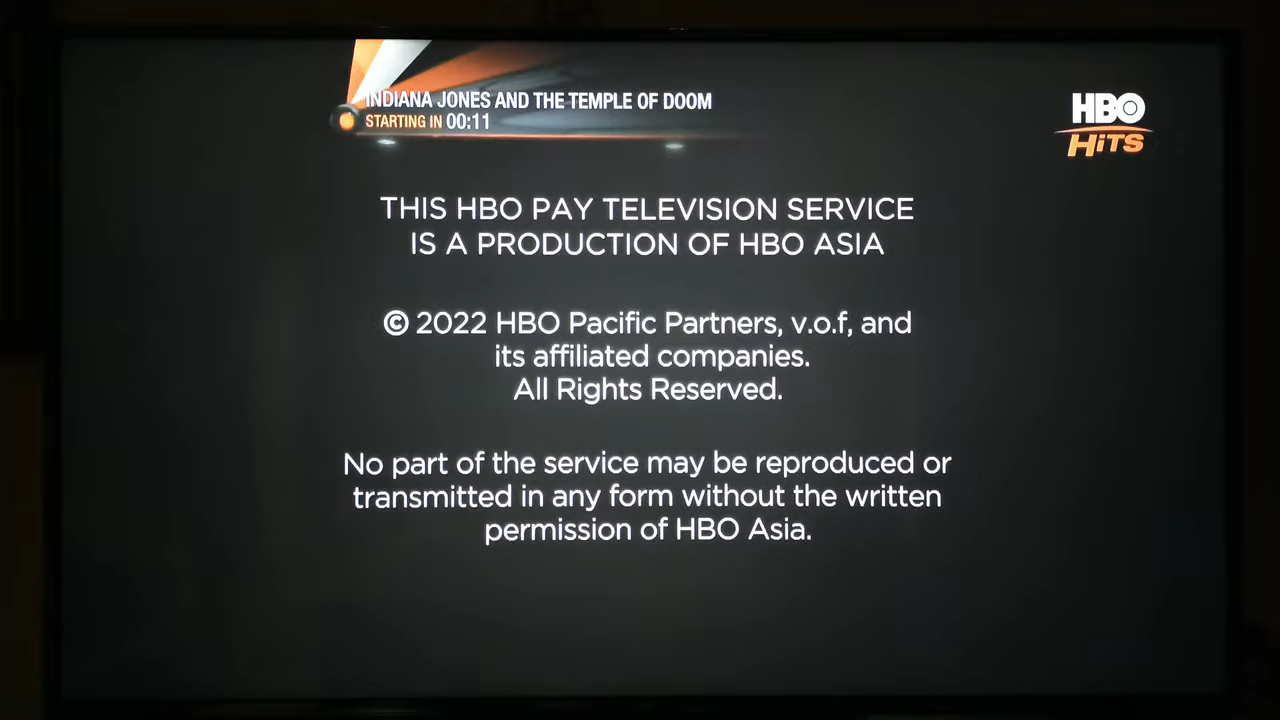 INDIANA JONES AND THE TEMPLE OF DOOM
STARTING IN 00:11
HBO
HiTS
THIS HBO PAY TELEVISION SERVICE
IS A PRODUCTION OF HBO ASIA
© 2022 HBO Pacific Partners, v.o.f, and
its affiliated companies.
All Rights Reserved.
No part of the service may be reproduced or
transmitted in any form without the written
permission of HBO Asia.